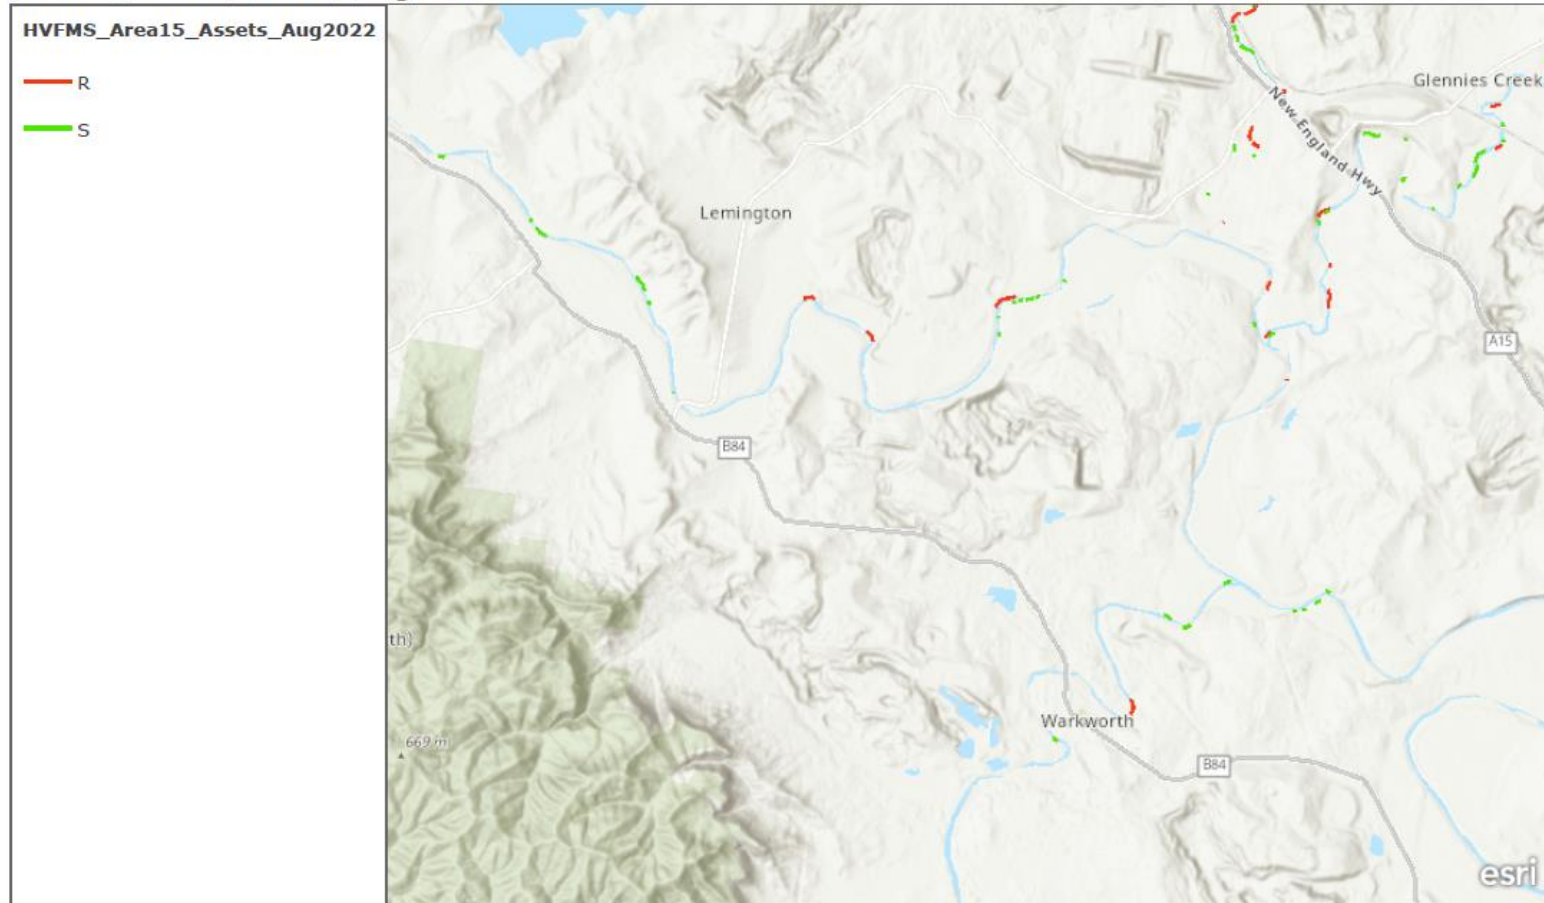 HVFMS_Area15_Assets_Aug2022
R
S
Glennies Creek
New England Hwy
Lemington
A15
B84
th)
Warkworth
669 m
B84
esri